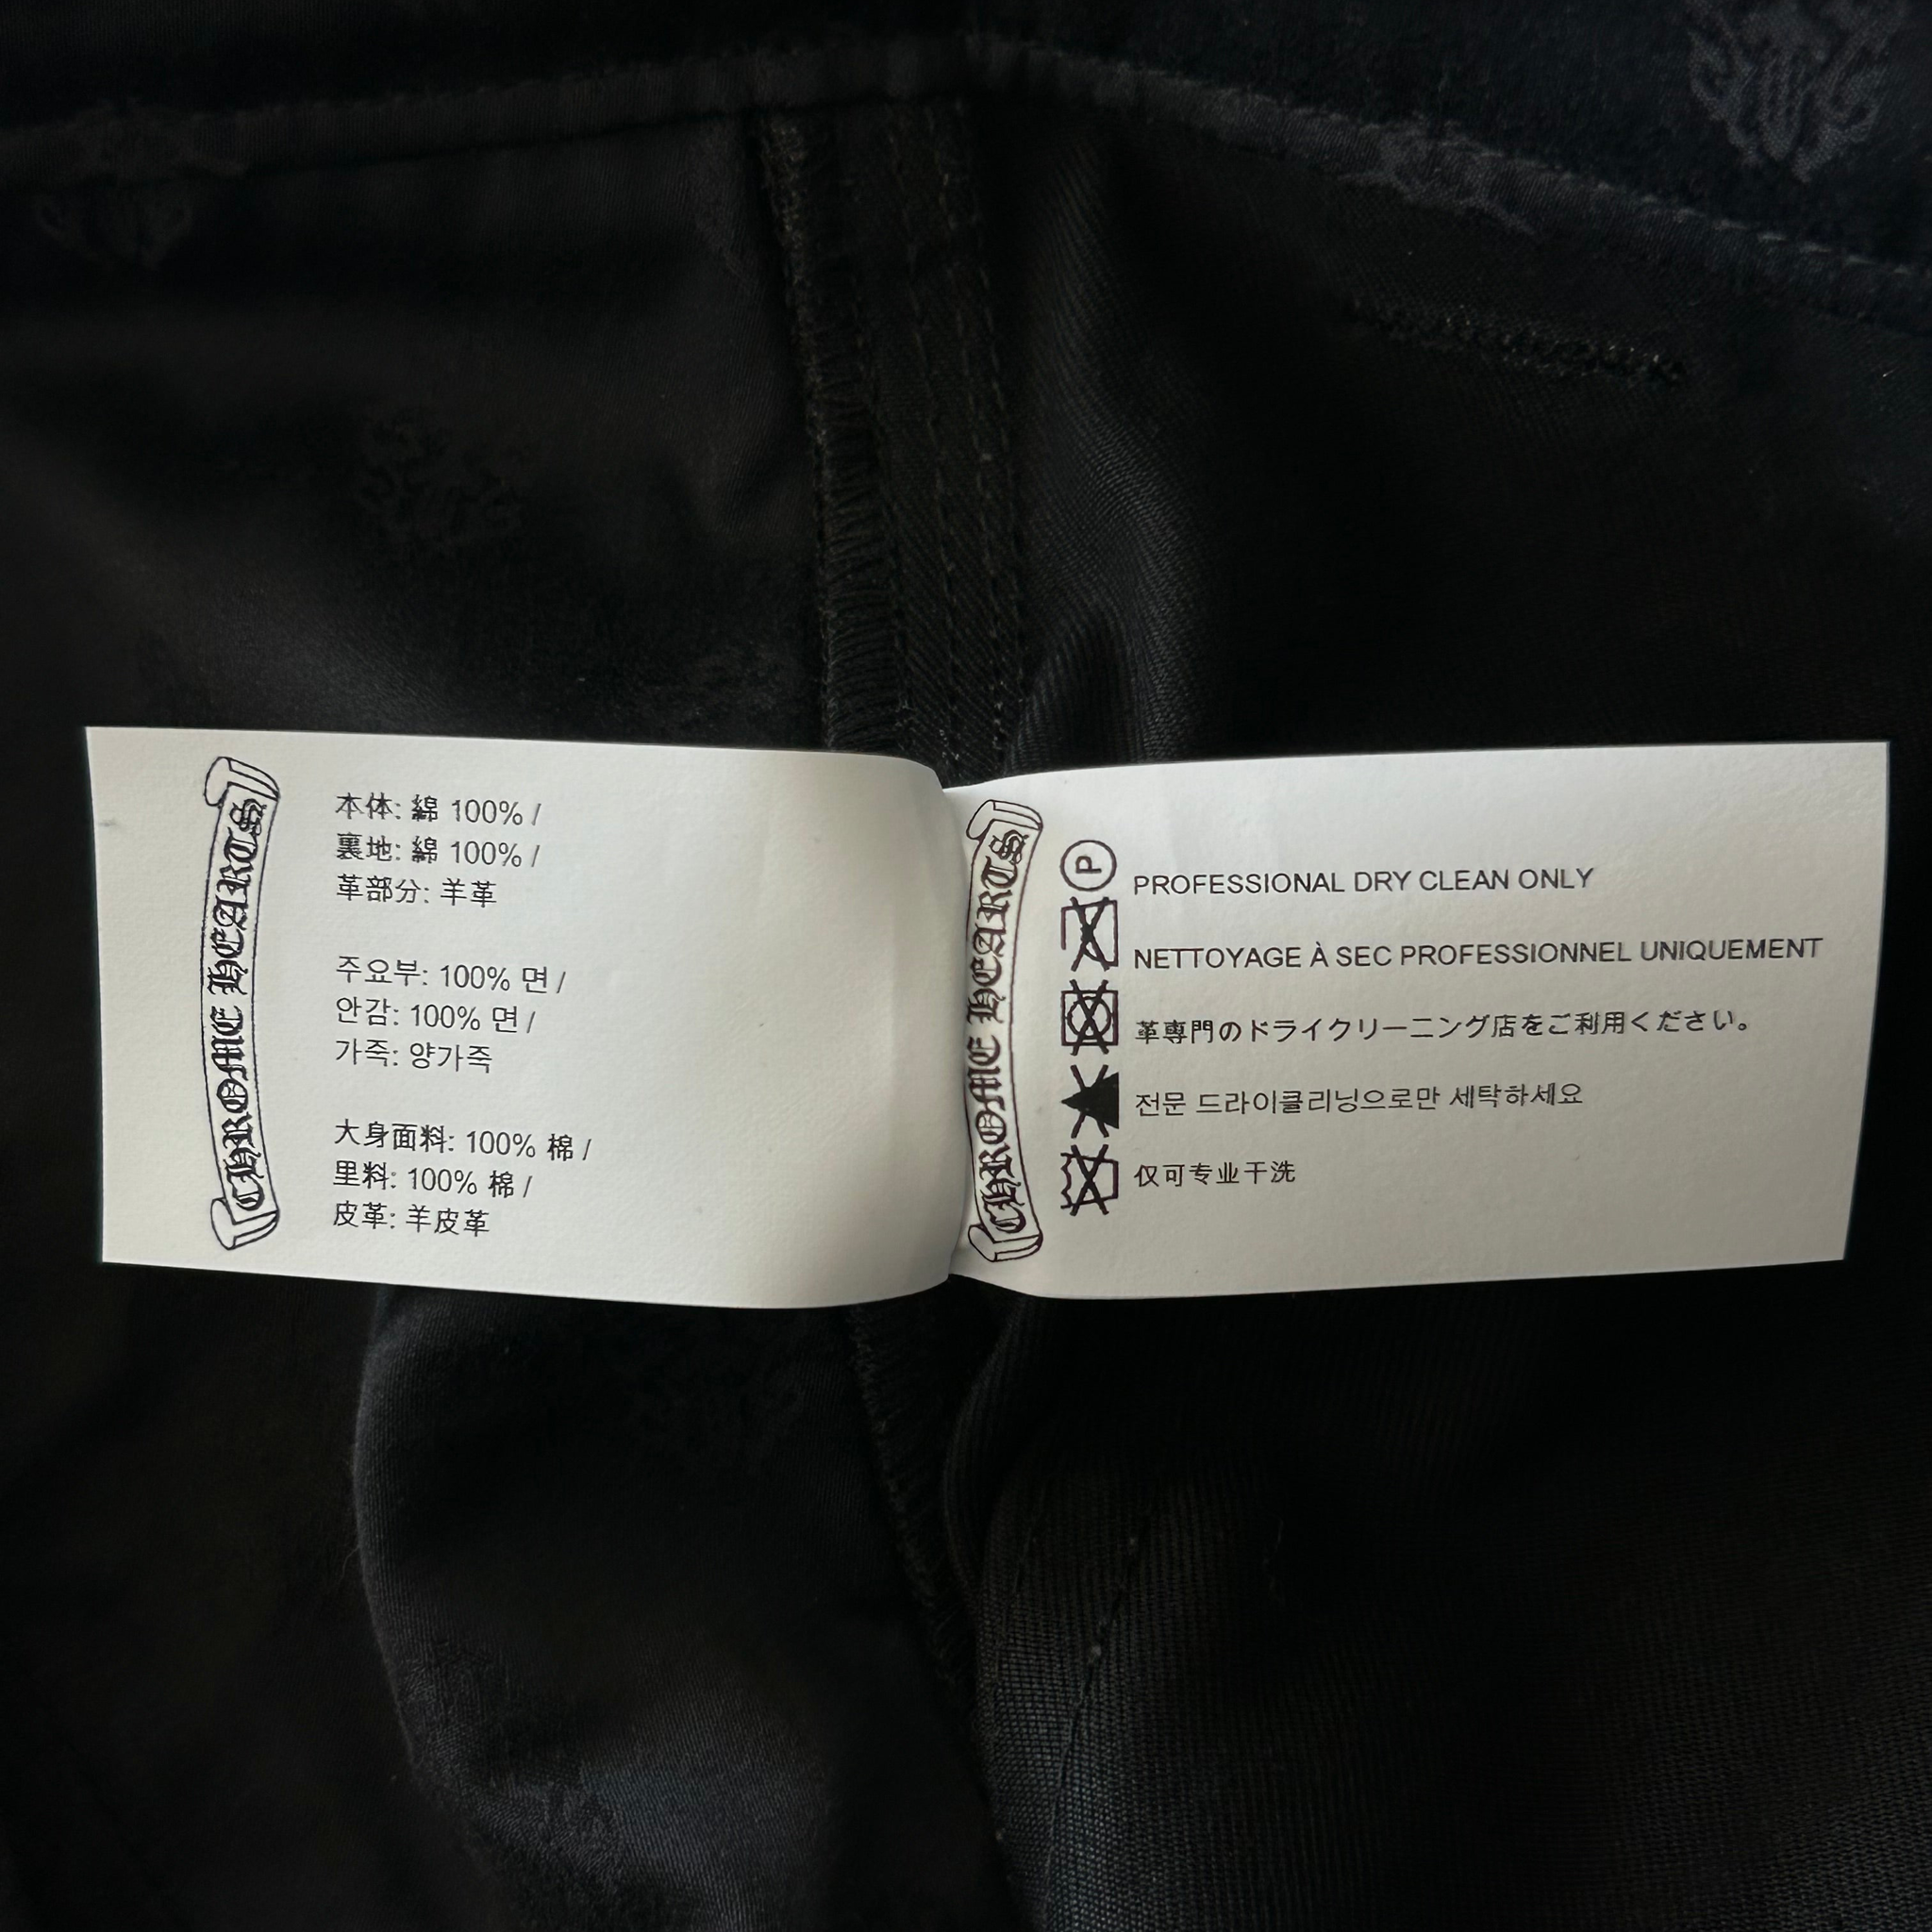 CHROME HEARTS
本体: 綿 100% /
裏地: 綿 100% /
革部分: 羊革
주요부: 100% 면 /
안감: 100% 면 /
가죽: 양가죽
大身面料: 100% 棉 /
里料: 100% 棉 /
皮革: 羊皮革
CHROME HEARTS
P
PROFESSIONAL DRY CLEAN ONLY
NETTOYAGE À SEC PROFESSIONNEL UNIQUEMENT
革専門のドライクリーニング店をご利用ください。
전문 드라이클리닝으로만 세탁하세요
仅可专业干洗